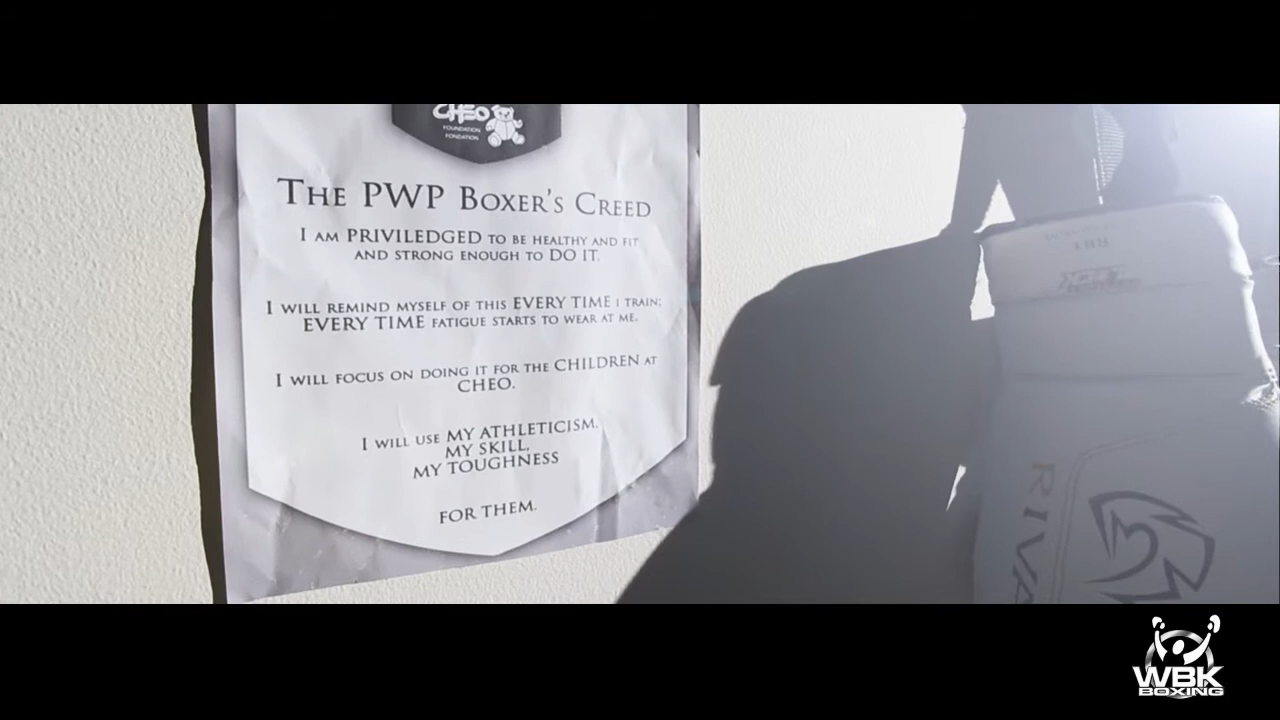 CHEO
FOUNDATION
FONDATION
THE PWP BOXER'S CREED
I AM PRIVILEDGED TO BE HEALTHY AND FIT
AND STRONG ENOUGH TO DO IT.
I WILL REMIND MYSELF OF THIS EVERY TIME I TRAIN;
EVERY TIME FATIGUE STARTS TO WEAR AT ME.
I WILL FOCUS ON DOING IT FOR THE CHILDREN AT
CHEO.
I WILL USE MY ATHLETICISM,
MY SKILL,
MY TOUGHNESS
FOR THEM.
RIVA
WBK
BOXING